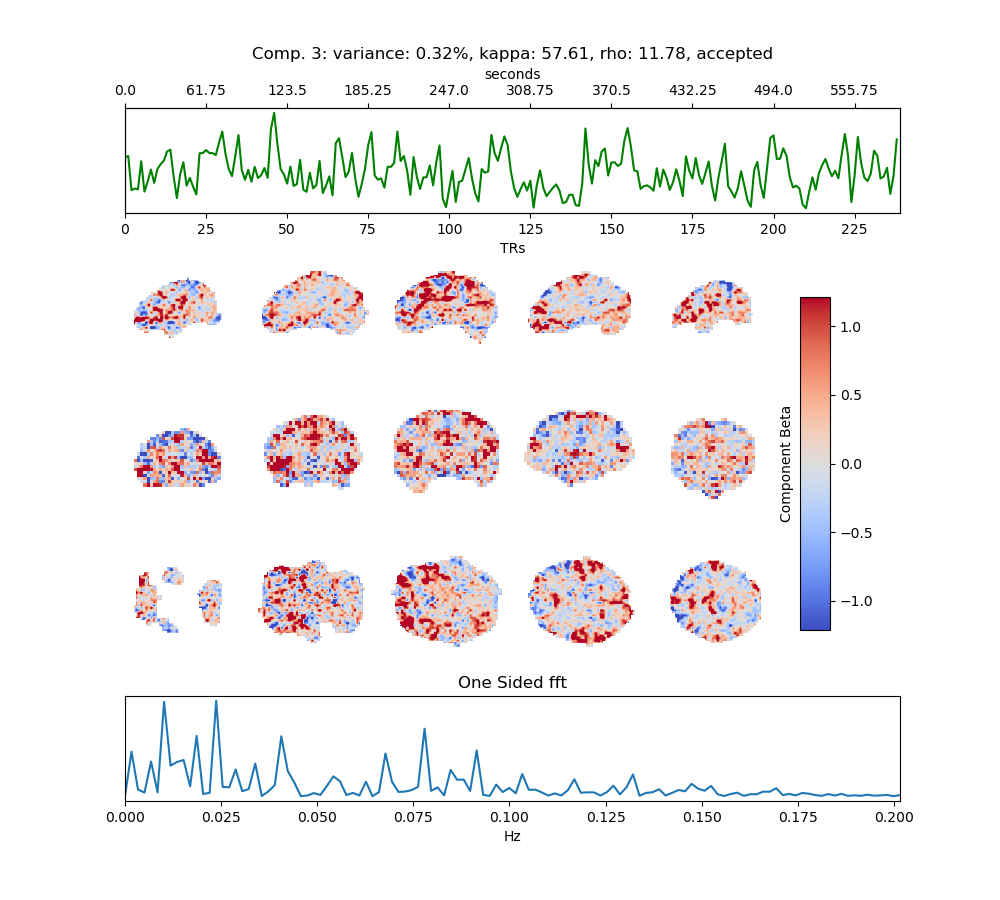 Comp. 3: variance: 0.32%, kappa: 57.61, rho: 11.78, accepted
seconds
0.0 61.75 123.5 185.25 247.0 308.75 370.5 432.25 494.0 555.75
0 25 50 75 100 125 150 175 200 225
TRs
1.0
0.5
0.0
−0.5
−1.0
Component Beta
One Sided fft
0.000 0.025 0.050 0.075 0.100 0.125 0.150 0.175 0.200
Hz